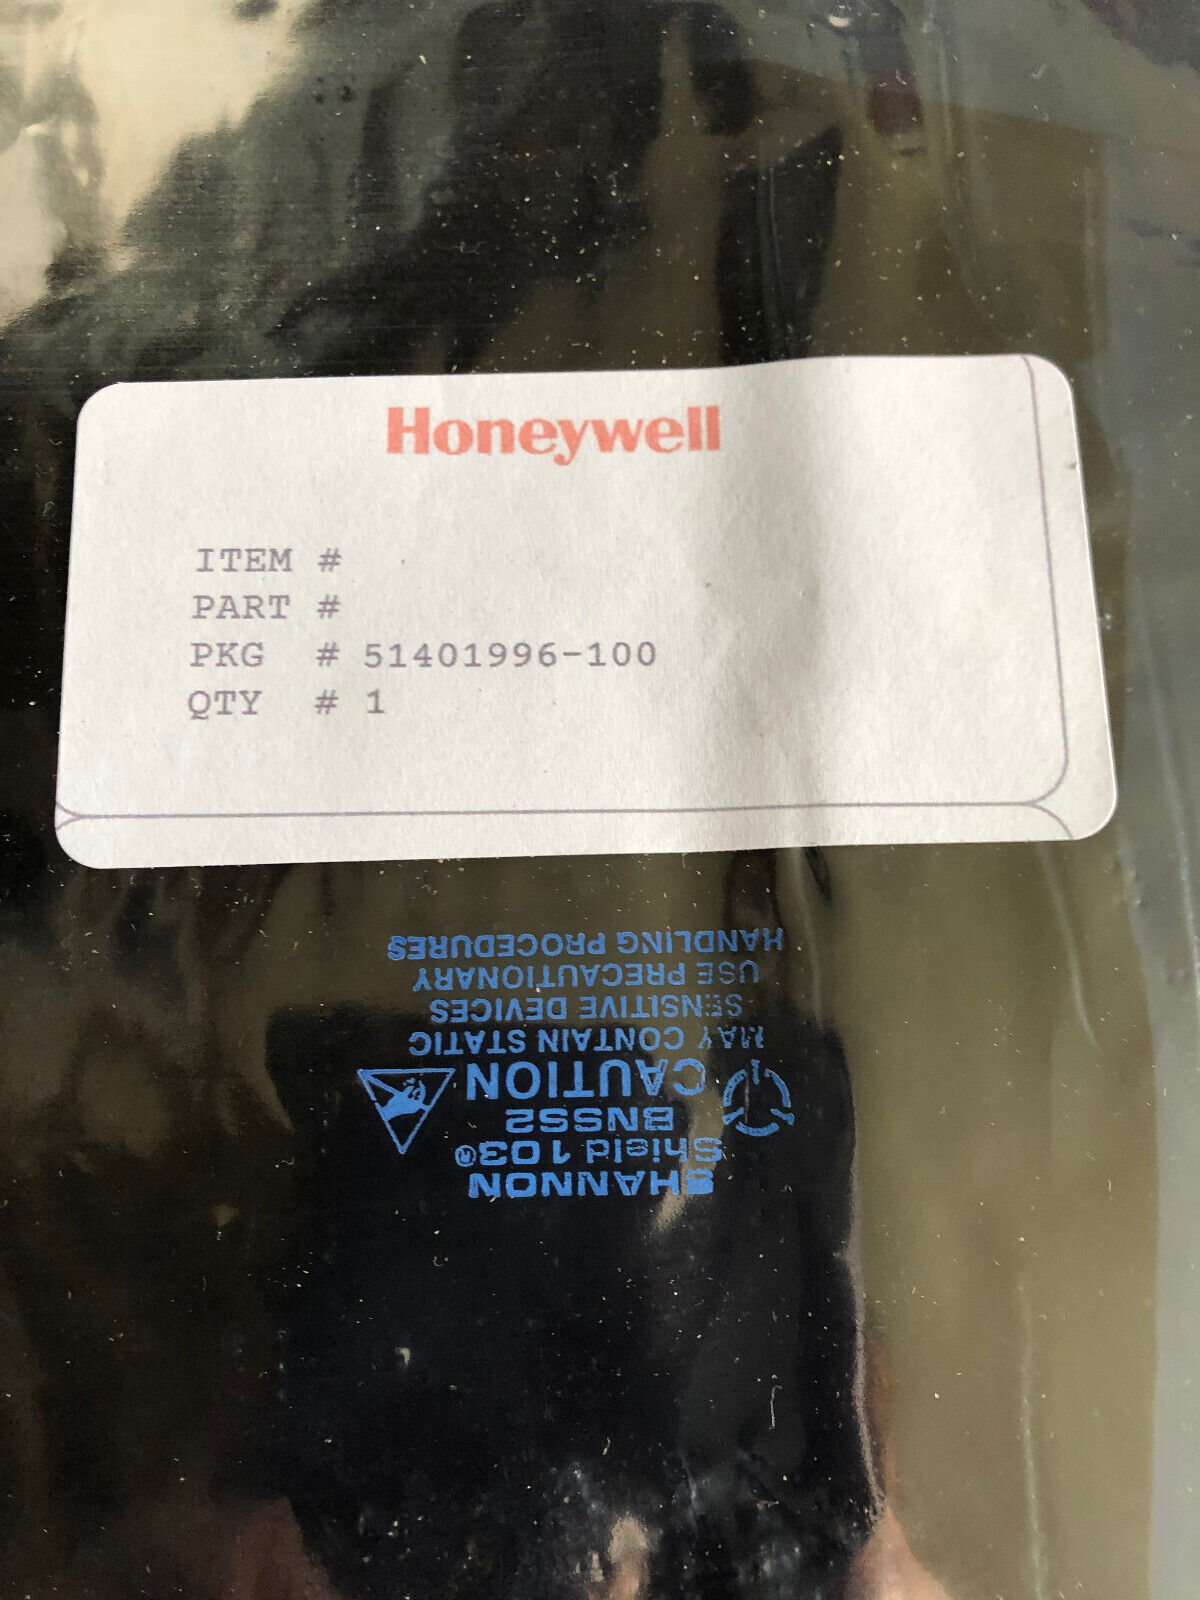 Honeywell
ITEM #
PART #
PKG # 51401996-100
QTY # 1
SHANNON
Shield 103®
BNSS2
CAUTION
MAY CONTAIN STATIC
SENSITIVE DEVICES
USE PRECAUTIONARY
HANDLING PROCEDURES